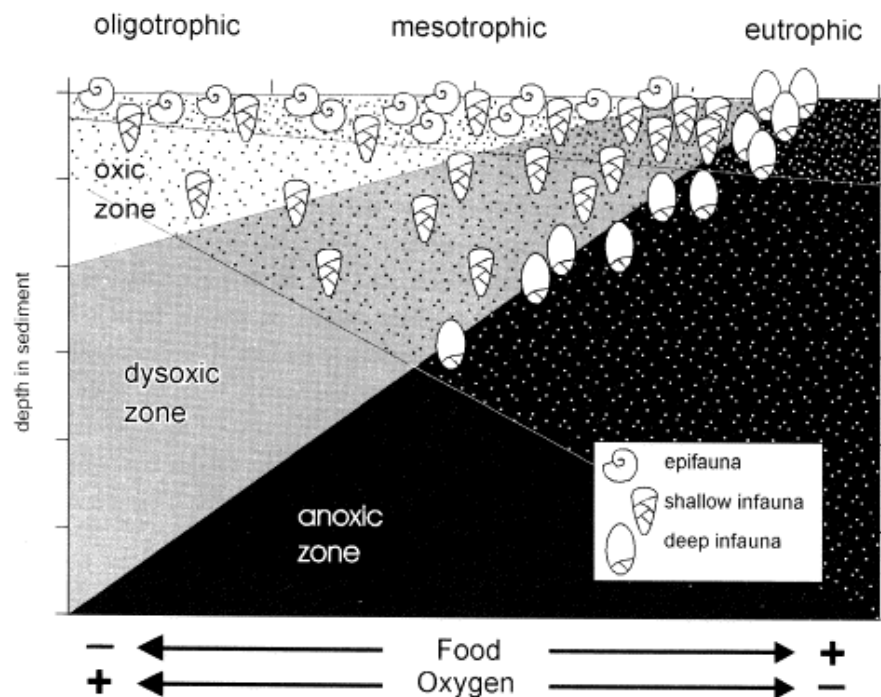 oligotrophic mesotrophic eutrophic
oxic
zone
dysoxic
zone
anoxic
zone
depth in sediment
epifauna
shallow infauna
deep infauna
− Food +
+ Oxygen −